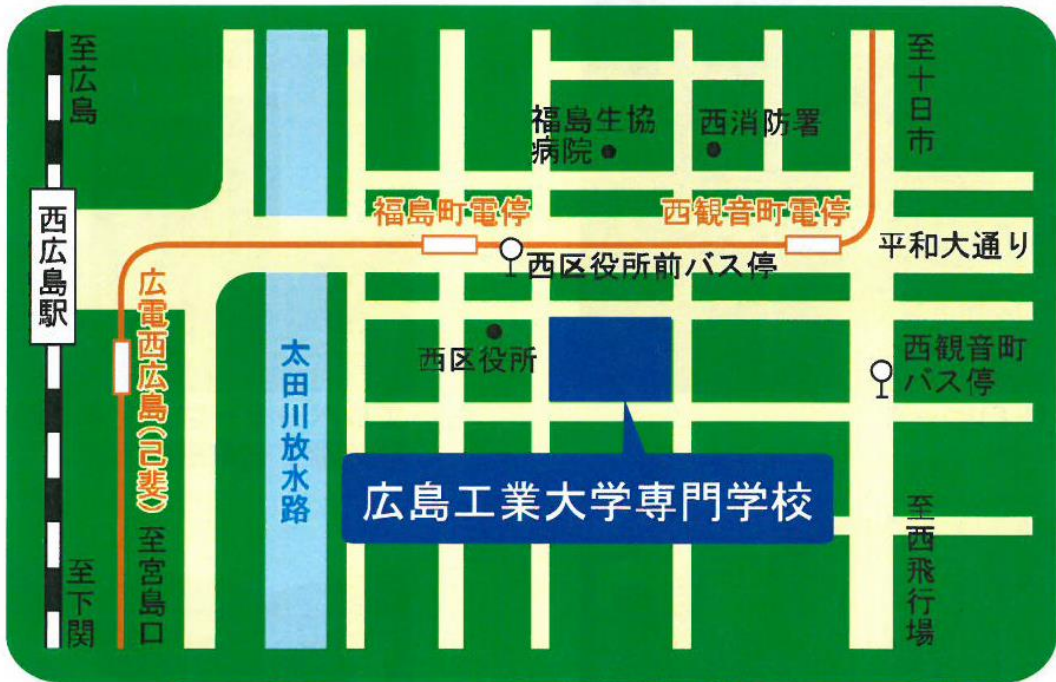 至広島
至十日市
福島生協
病院
西消防署
西広島駅
福島町電停
西観音町電停
平和大通り
西区役所前バス停
広電西広島(己斐)
西区役所
西観音町
バス停
太田川放水路
広島工業大学専門学校
至下関
至宮島口
至西飛行場